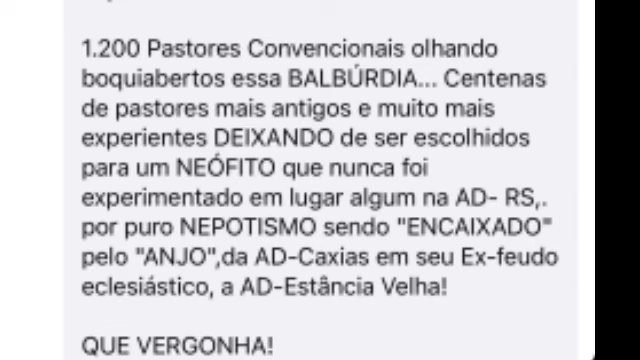 1.200 Pastores Convencionais olhando
boquiabertos essa BALBÚRDIA... Centenas
de pastores mais antigos e muito mais
experientes DEIXANDO de ser escolhidos
para um NEÓFITO que nunca foi
experimentado em lugar algum na AD- RS,.
por puro NEPOTISMO sendo "ENCAIXADO"
pelo "ANJO",da AD-Caxias em seu Ex-feudo
eclesiástico, a AD-Estância Velha!
QUE VERGONHA!